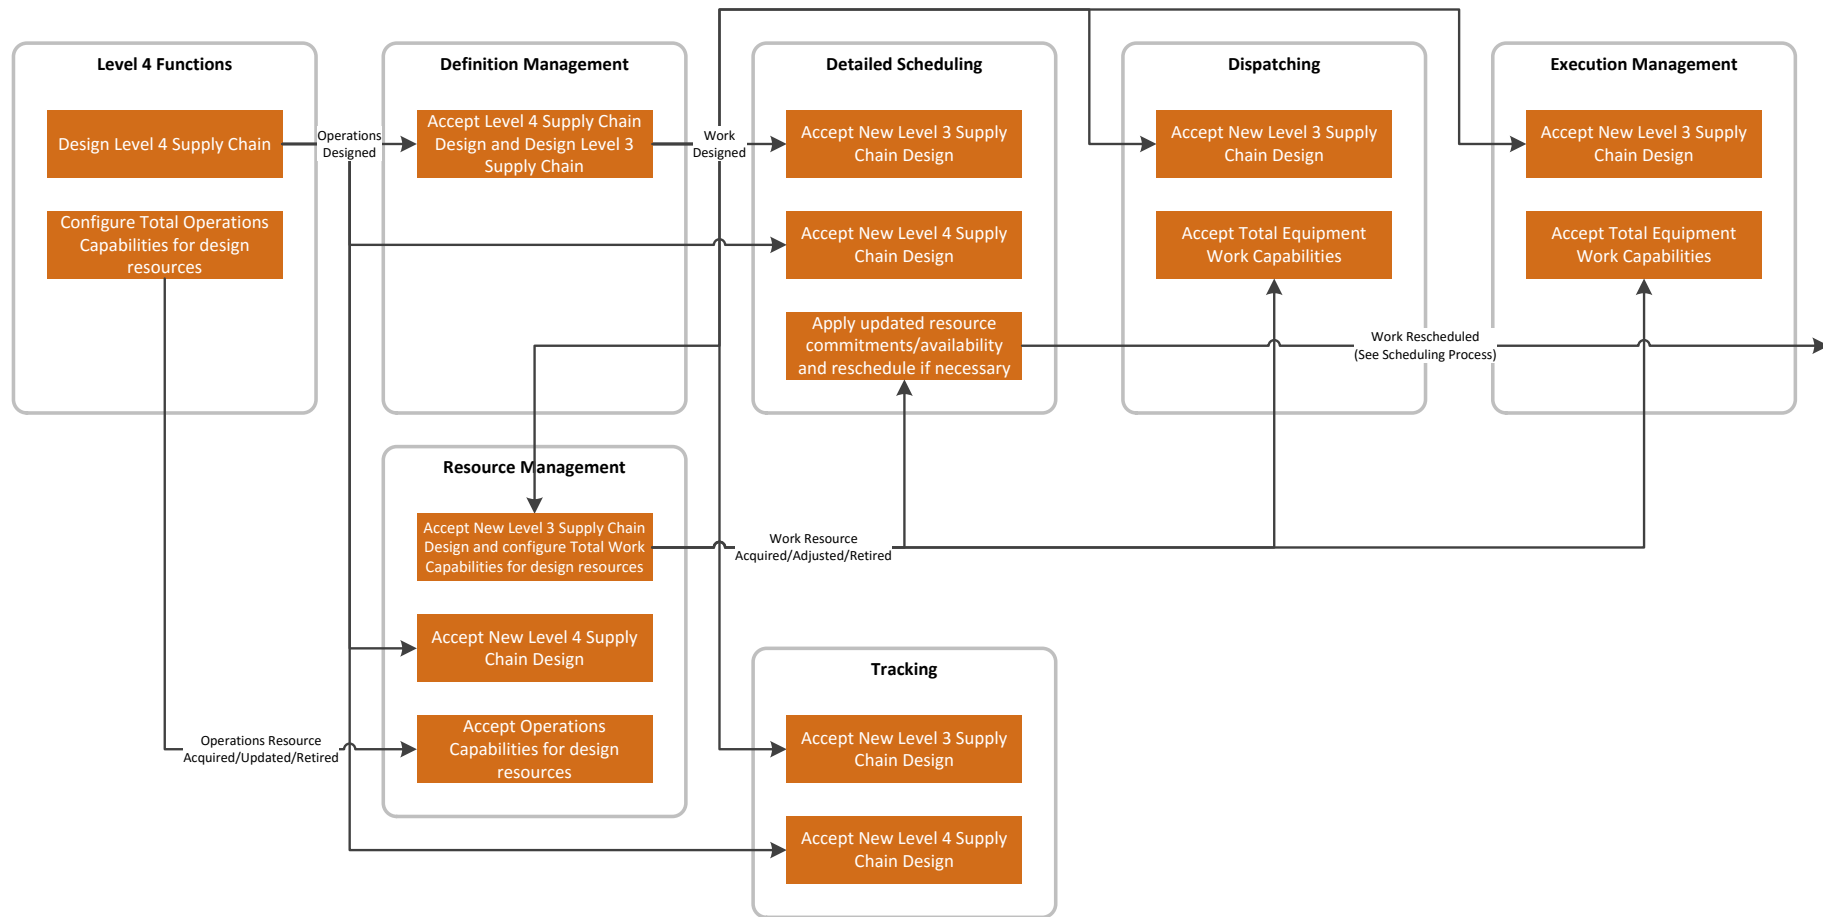 Level 4 Functions
Definition Management
Detailed Scheduling
Dispatching
Execution Management
Design Level 4 Supply Chain
Operations
Designed
Accept Level 4 Supply Chain
Design and Design Level 3
Supply Chain
Work
Designed
Accept New Level 3 Supply
Chain Design
Accept New Level 3 Supply
Chain Design
Accept New Level 3 Supply
Chain Design
Configure Total Operations
Capabilities for design
resources
Accept New Level 4 Supply
Chain Design
Accept Total Equipment
Work Capabilities
Accept Total Equipment
Work Capabilities
Apply updated resource
commitments/availability
and reschedule if necessary
Work Rescheduled
(See Scheduling Process)
Resource Management
Accept New Level 3 Supply Chain
Design and configure Total Work
Capabilities for design resources
Work Resource
Acquired/Adjusted/Retired
Accept New Level 4 Supply
Chain Design
Tracking
Operations Resource
Acquired/Updated/Retired
Accept Operations
Capabilities for design
resources
Accept New Level 3 Supply
Chain Design
Accept New Level 4 Supply
Chain Design